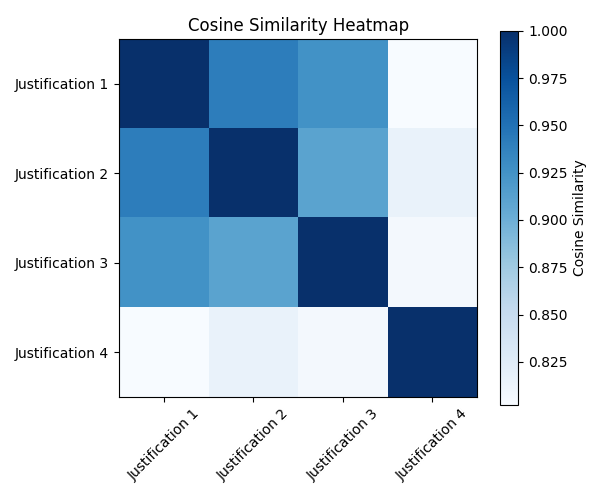 Cosine Similarity Heatmap
Justification 1
Justification 2
Justification 3
Justification 4
Justification 1
Justification 2
Justification 3
Justification 4
1.000
0.975
0.950
0.925
0.900
0.875
0.850
0.825
Cosine Similarity